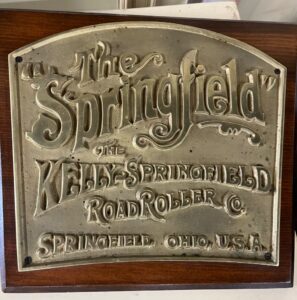 "The
Springfield"
THE
KELLY-SPRINGFIELD
ROAD ROLLER CO.
SPRINGFIELD, OHIO, U.S.A.